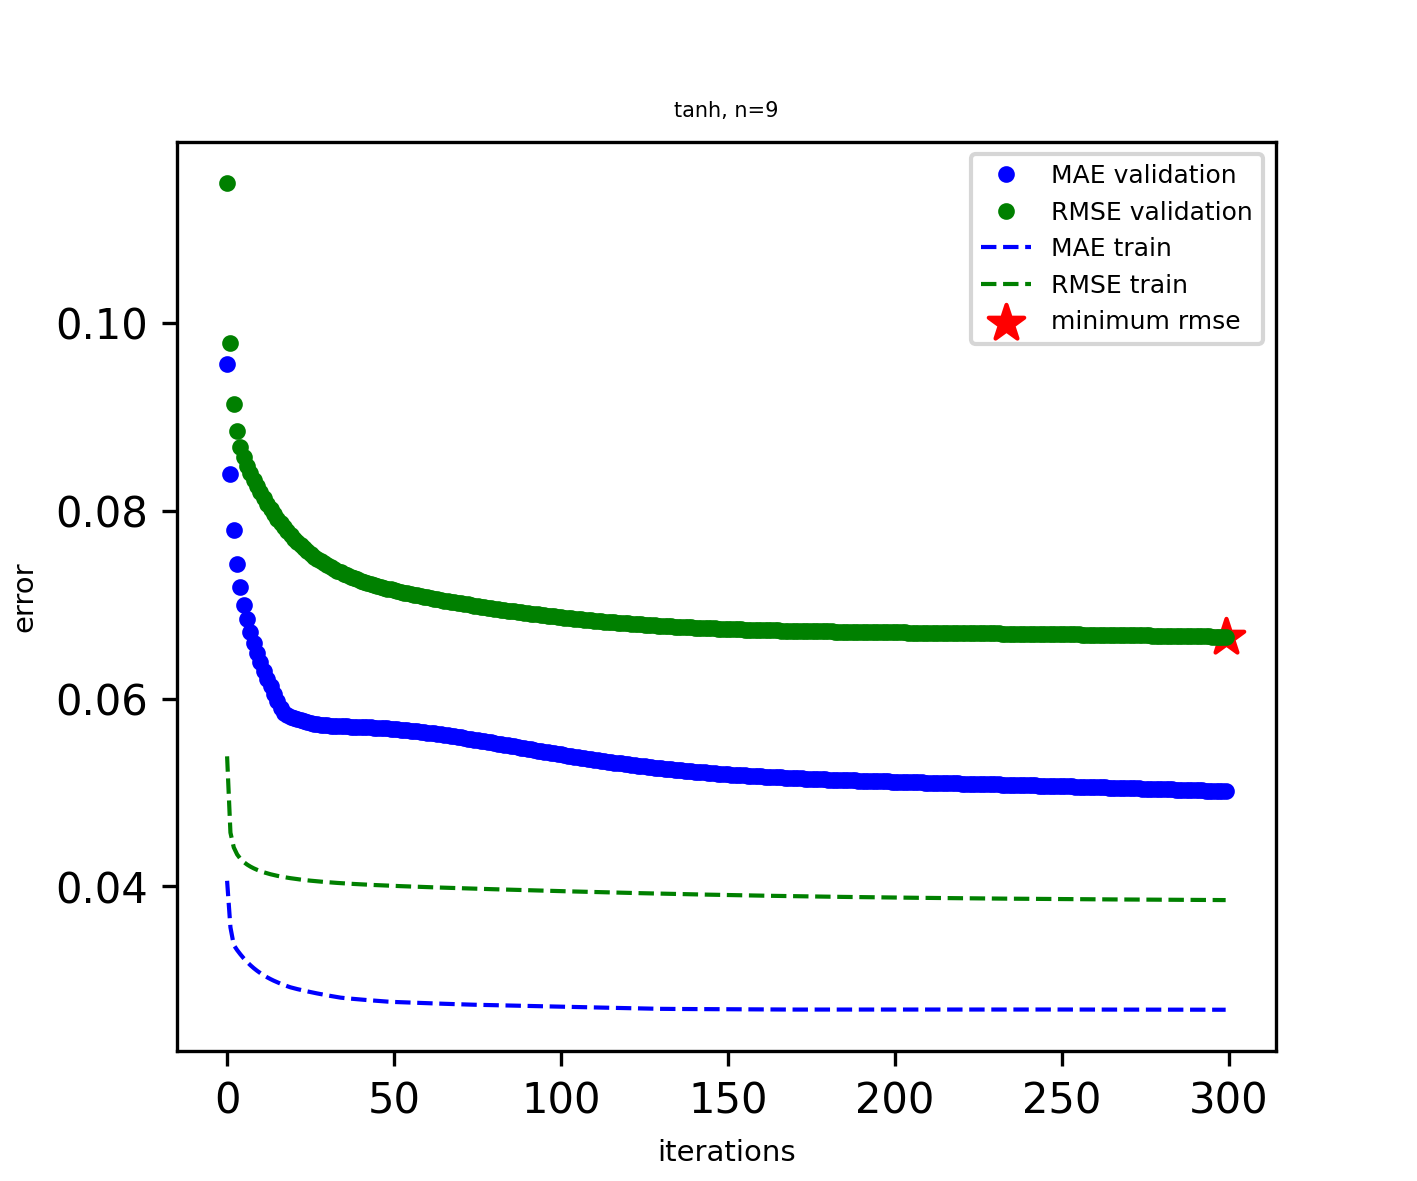 tanh, n=9
MAE validation
RMSE validation
MAE train
RMSE train
minimum rmse
error
0.10
0.08
0.06
0.04
0 50 100 150 200 250 300
iterations